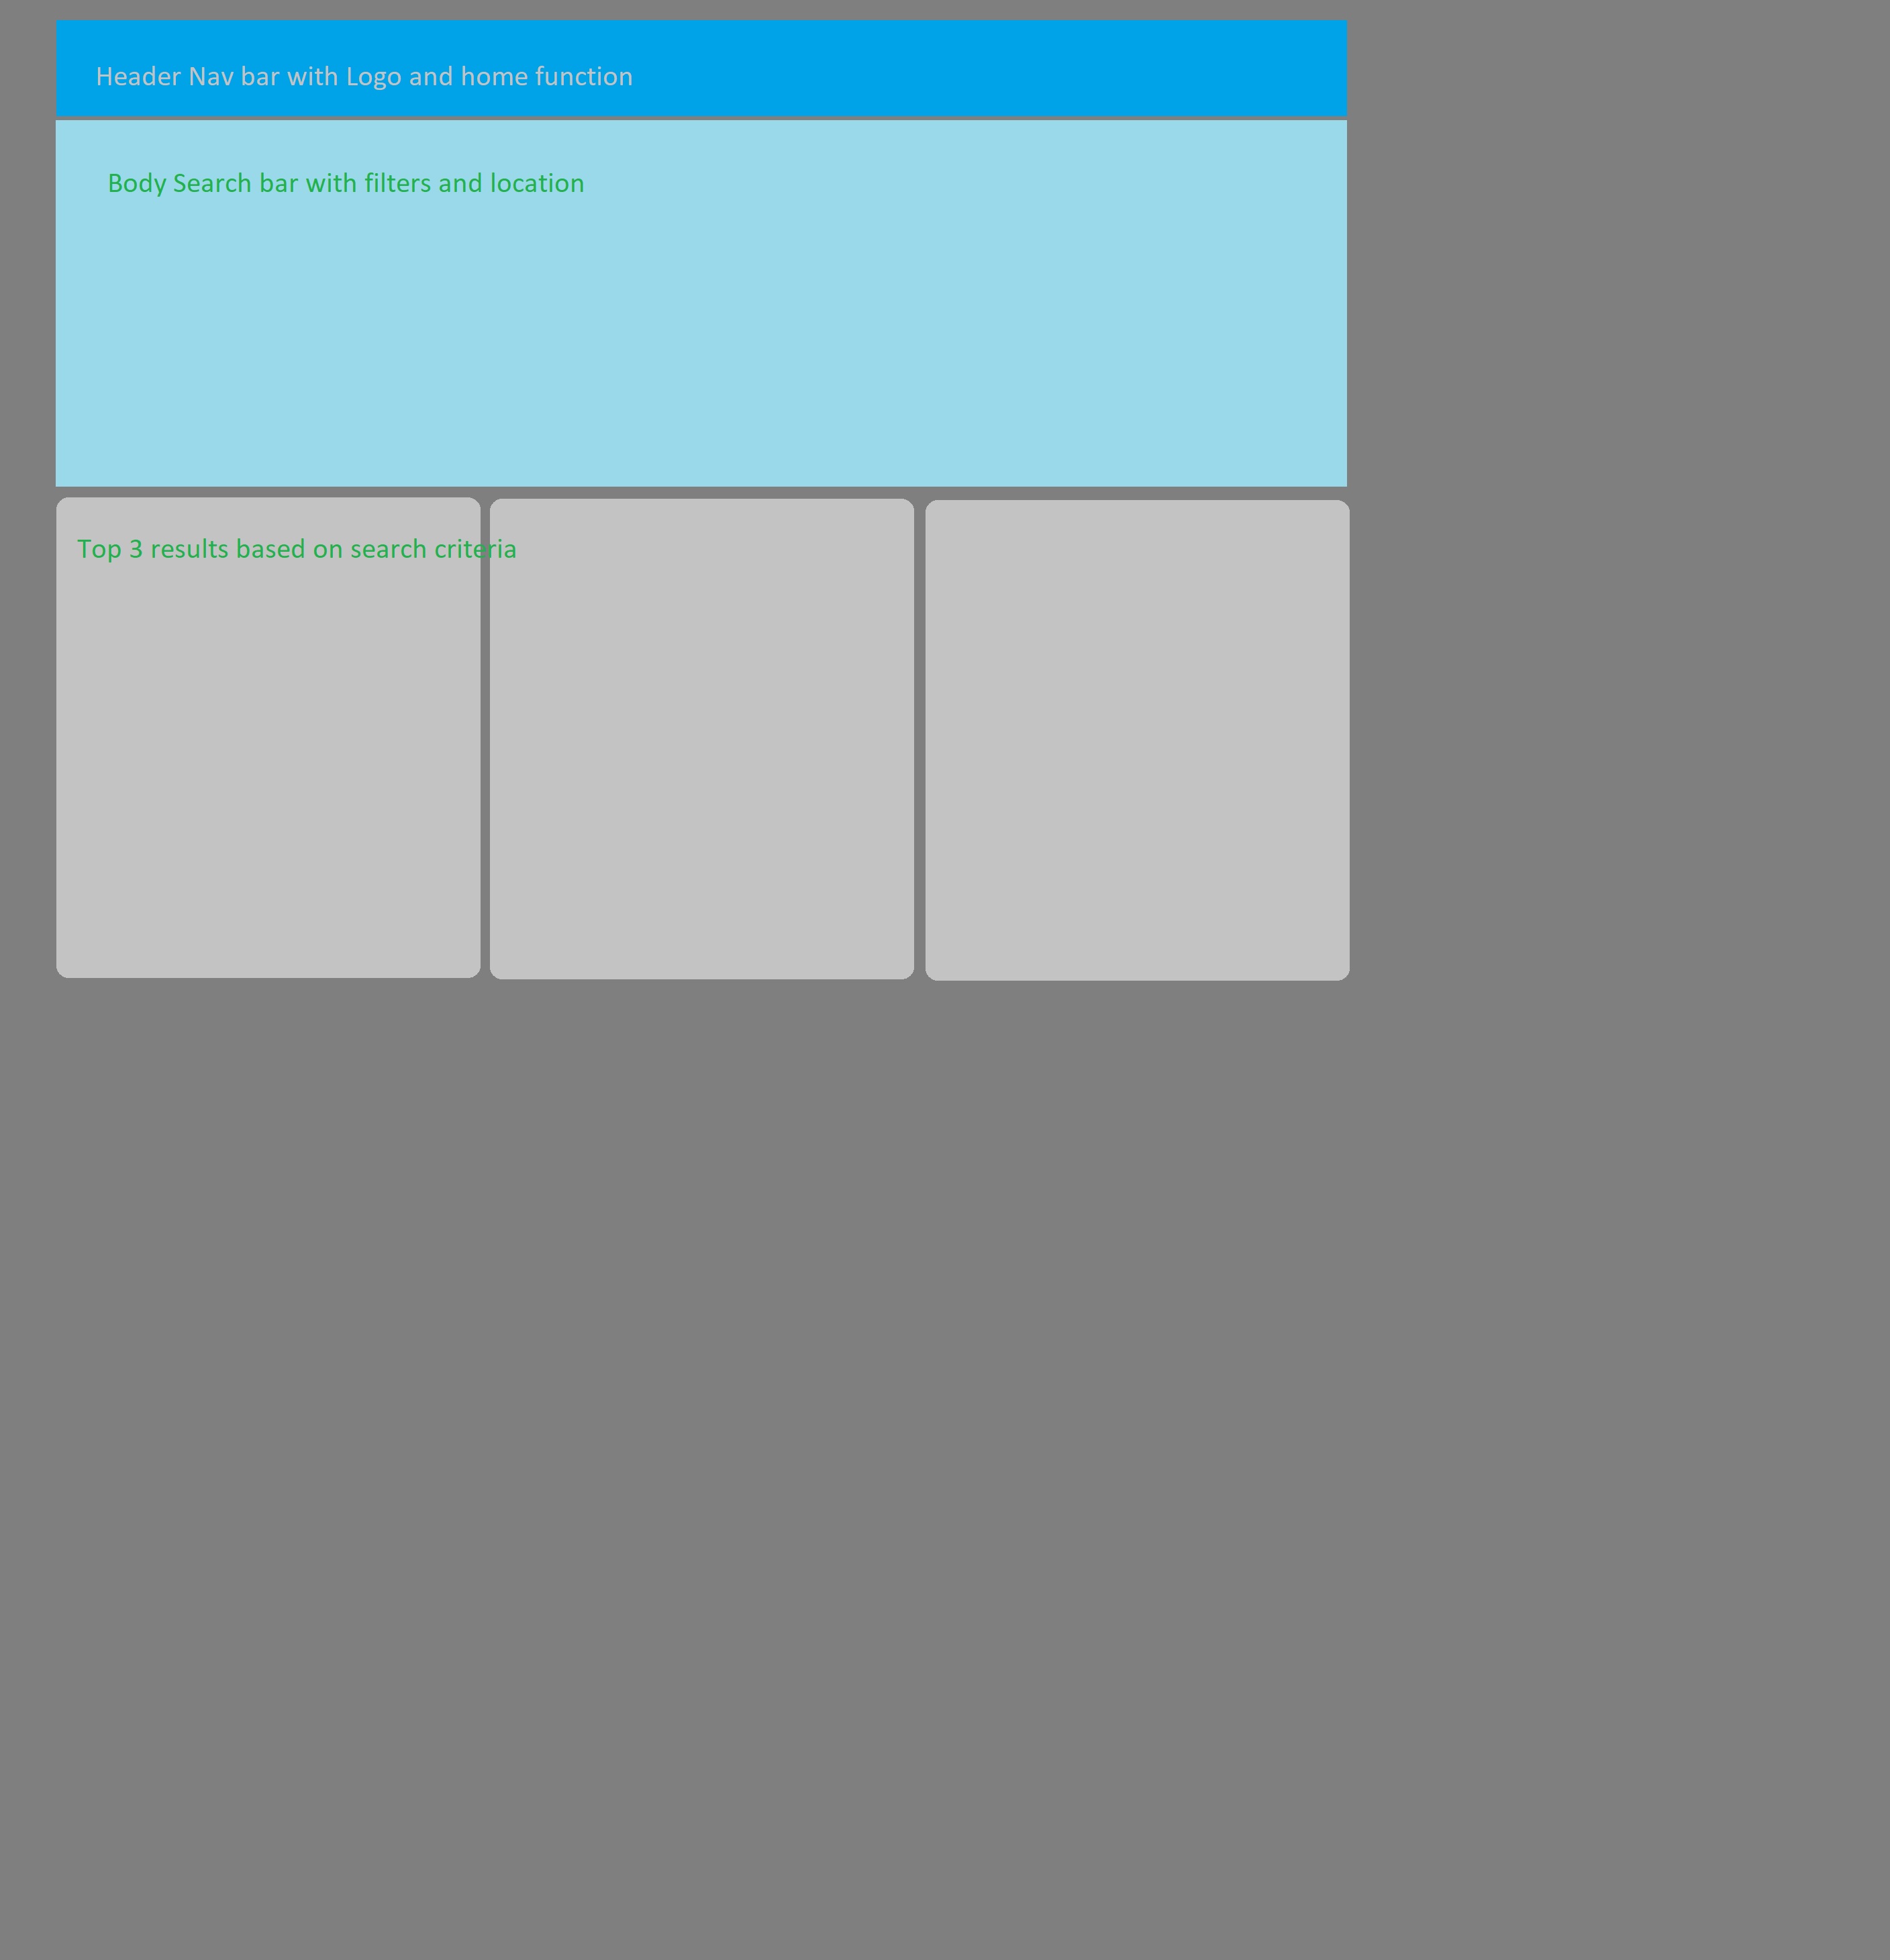 Header Nav bar with Logo and home function
Body Search bar with filters and location
Top 3 results based on search criteria